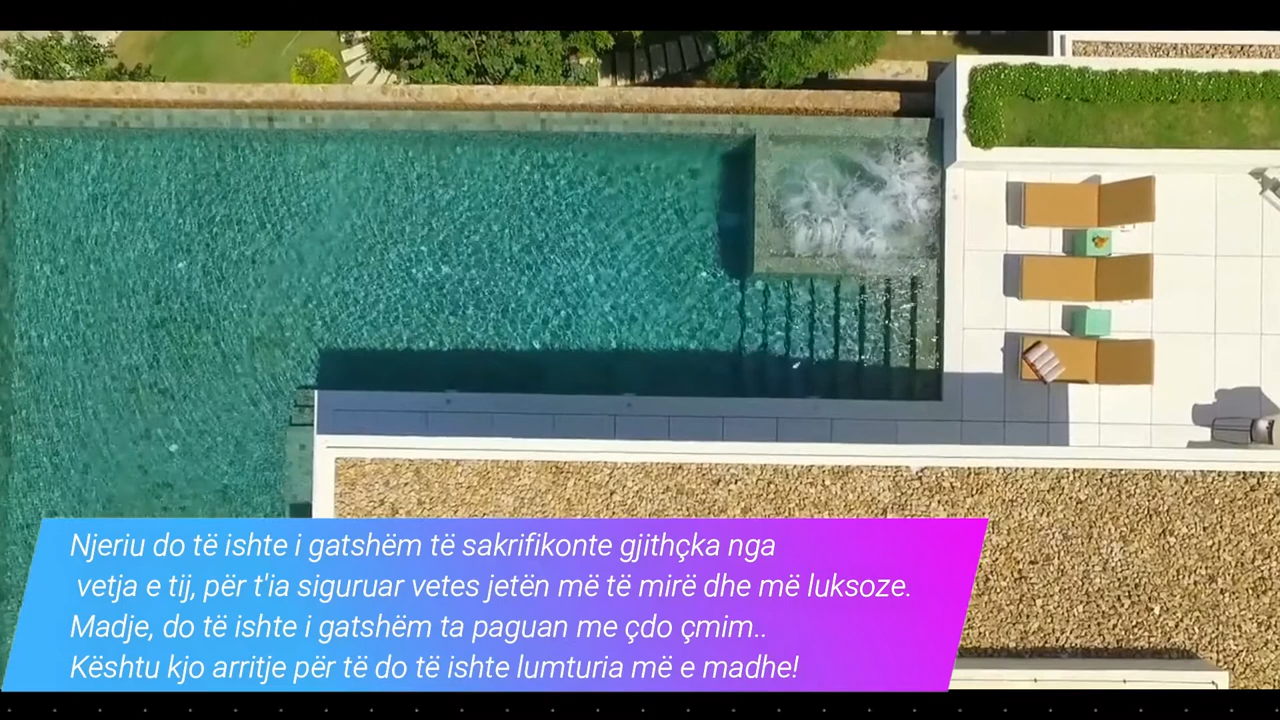 Njeriu do të ishte i gatshëm të sakrifikonte gjithçka nga
vetja e tij, për t'ia siguruar vetes jetën më të mirë dhe më luksoze.
Madje, do të ishte i gatshëm ta paguan me çdo çmim..
Kështu kjo arritje për të do të ishte lumturia më e madhe!